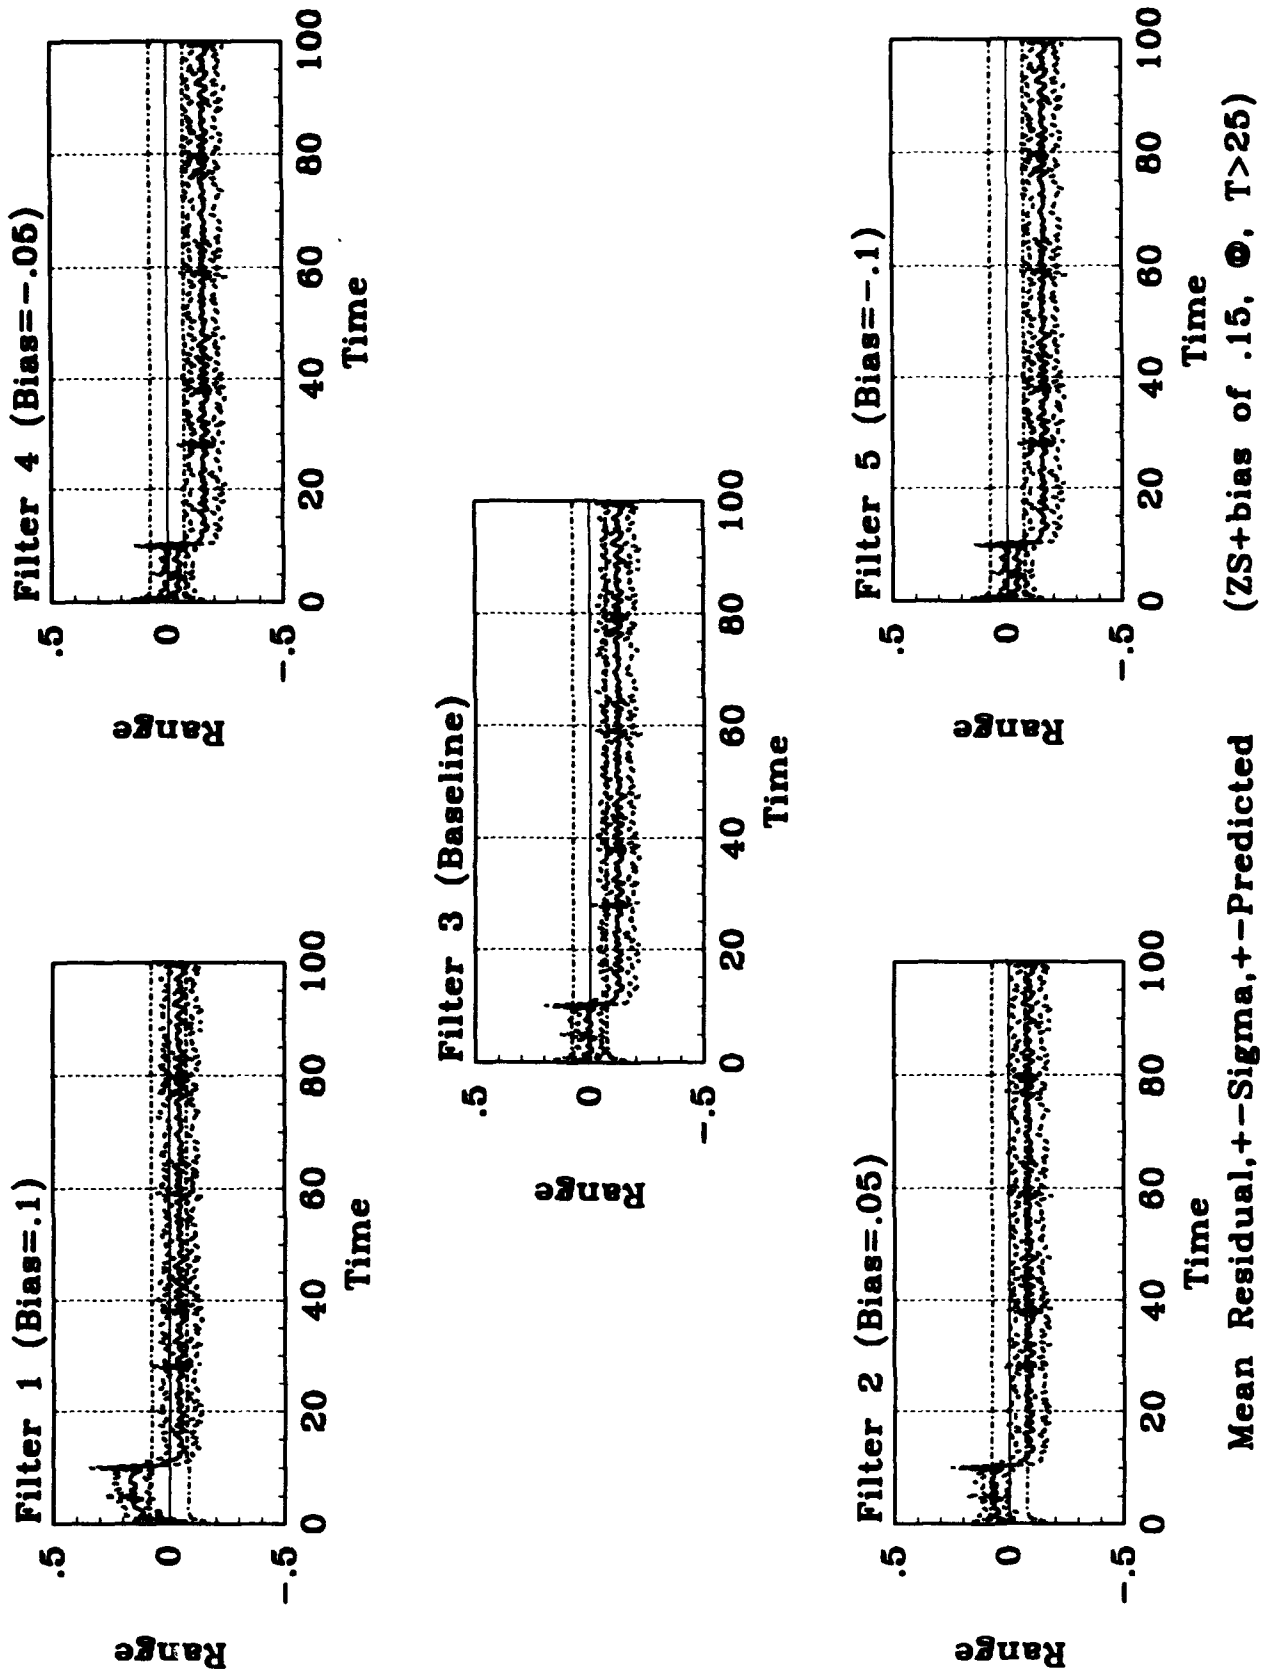 Filter 1 (Bias=.1)
.5
0
-.5
Range
0 20 40 60 80 100
Time
Filter 4 (Bias=-.05)
.5
0
-.5
Range
0 20 40 60 80 100
Time
Filter 3 (Baseline)
.5
0
-.5
Range
0 20 40 60 80 100
Time
Filter 2 (Bias=.05)
.5
0
-.5
Range
0 20 40 60 80 100
Time
Filter 5 (Bias=-.1)
.5
0
-.5
Range
0 20 40 60 80 100
Time
Mean Residual,+-Sigma,+-Predicted (ZS+bias of .15, @, T>25)